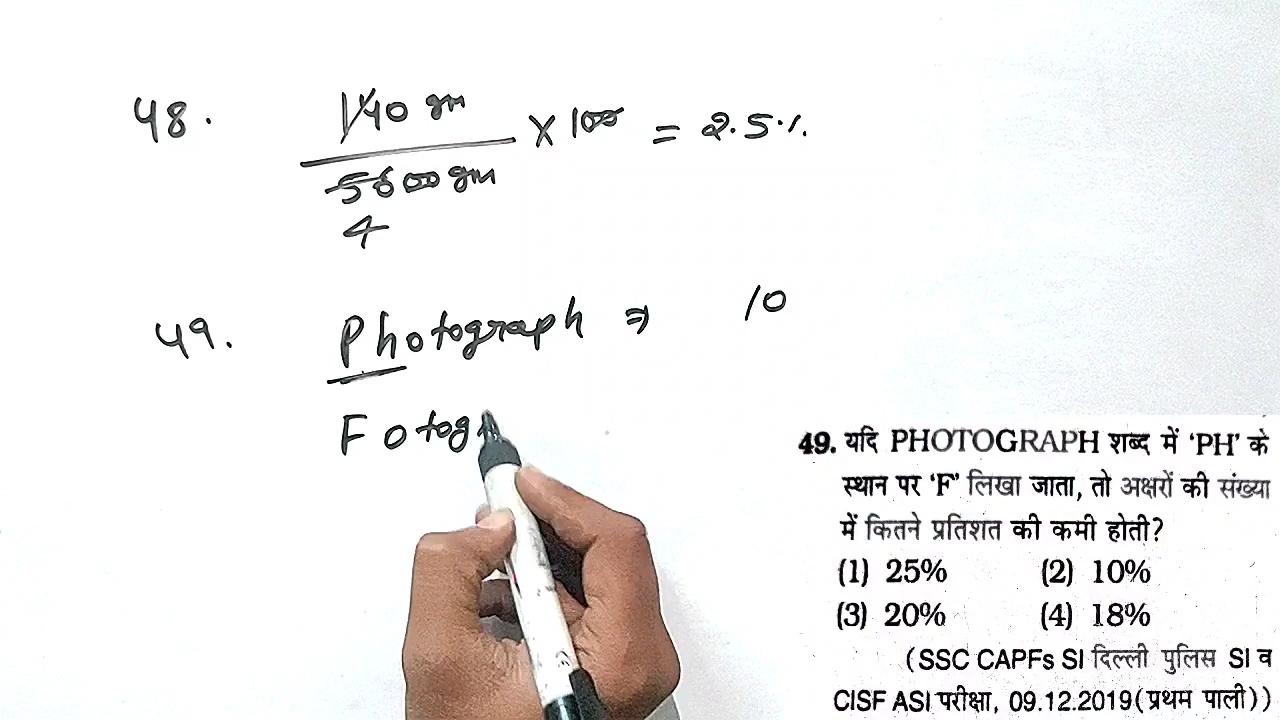 48. 140 gm
× 100 = 2.5%
5600 gm
4
49. Photograph ⇒ 10
Fotog
49. यदि PHOTOGRAPH शब्द में ‘PH’ के
स्थान पर ‘F’ लिखा जाता, तो अक्षरों की संख्या
में कितने प्रतिशत की कमी होती?
(1) 25% (2) 10%
(3) 20% (4) 18%
(SSC CAPFs SI दिल्ली पुलिस SI व
CISF ASI परीक्षा, 09.12.2019 (प्रथम पाली))